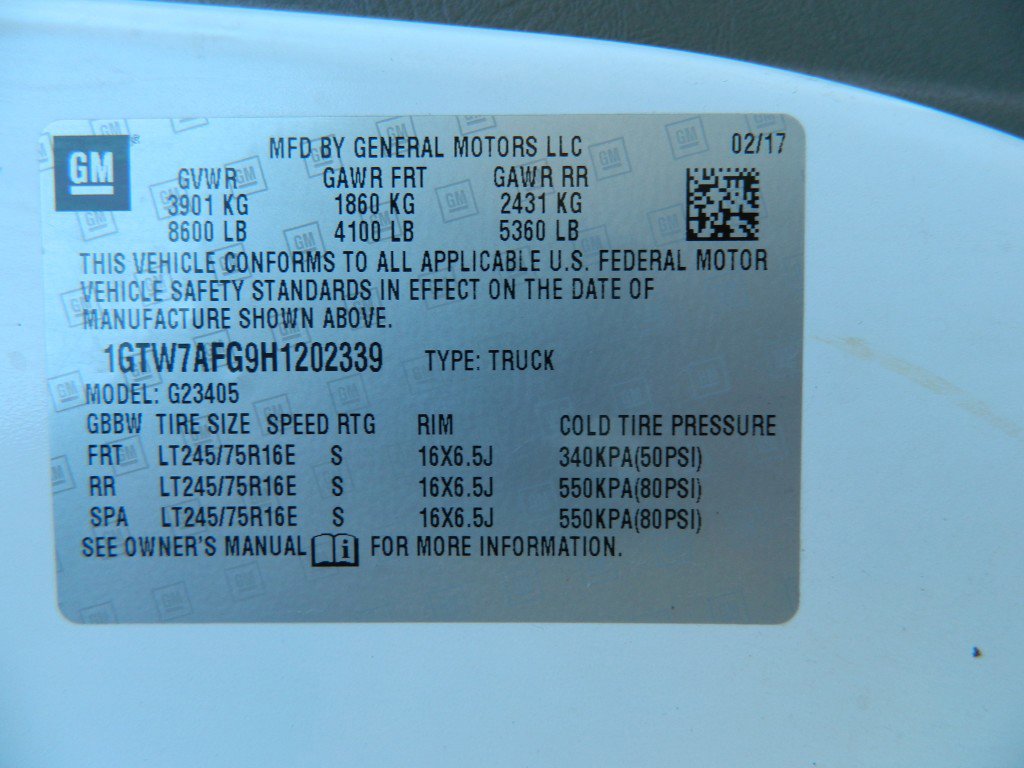 GM
MFD BY GENERAL MOTORS LLC 02/17
GVWR GAWR FRT GAWR RR
3901 KG 1860 KG 2431 KG
8600 LB 4100 LB 5360 LB
THIS VEHICLE CONFORMS TO ALL APPLICABLE U.S. FEDERAL MOTOR
VEHICLE SAFETY STANDARDS IN EFFECT ON THE DATE OF
MANUFACTURE SHOWN ABOVE.
1GTW7AFG9H1202339 TYPE: TRUCK
MODEL: G23405
GBBW TIRE SIZE SPEED RTG RIM COLD TIRE PRESSURE
FRT LT245/75R16E S 16X6.5J 340KPA(50PSI)
RR LT245/75R16E S 16X6.5J 550KPA(80PSI)
SPA LT245/75R16E S 16X6.5J 550KPA(80PSI)
SEE OWNER'S MANUAL i FOR MORE INFORMATION.